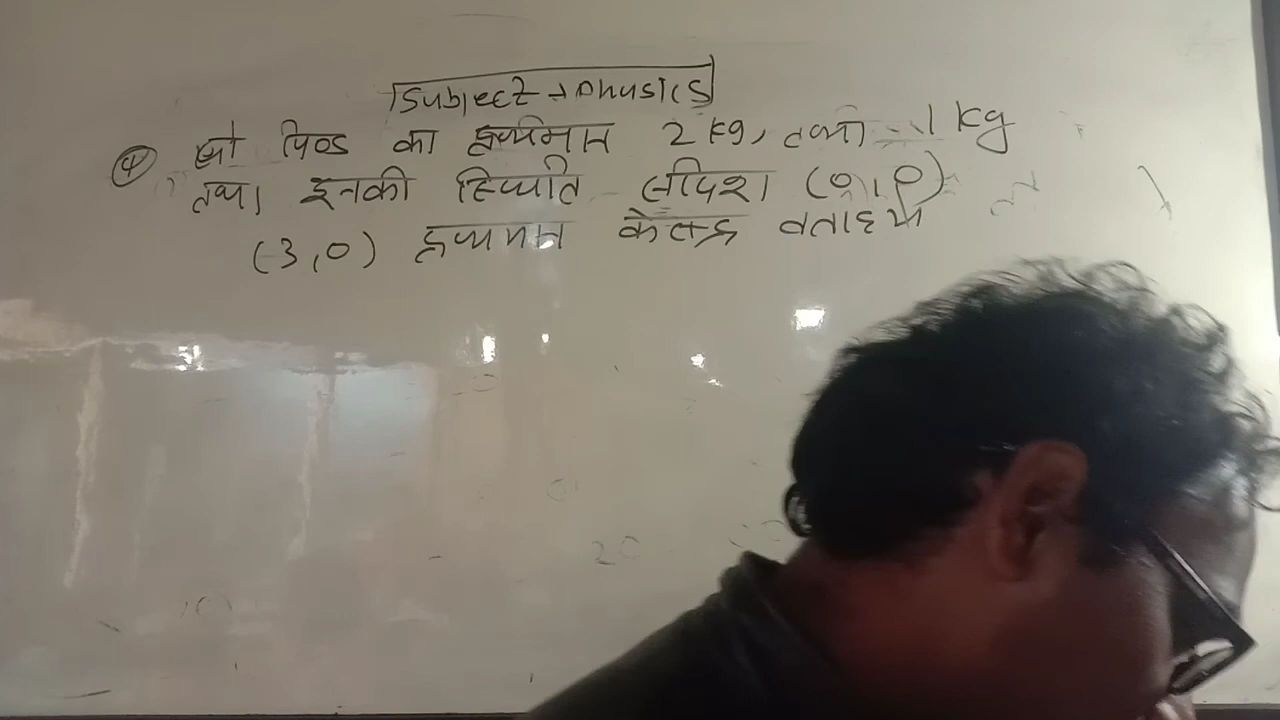 Subject → Physics
④ दो पिण्ड का द्रव्यमान 2 kg, तथा 1 kg
तथा इनकी स्थिति सदिश (0,0)
(3,0) द्रव्यमान केन्द्र बताइये